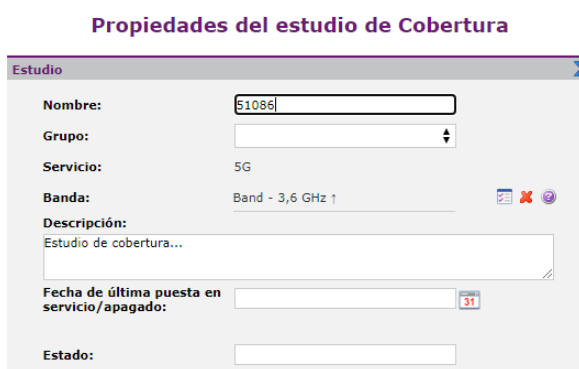 Propiedades del estudio de Cobertura
Estudio
Nombre: 51086
Grupo:
Servicio: 5G
Banda: Band - 3,6 GHz ↑
Descripción:
Estudio de cobertura...
Fecha de última puesta en
servicio/apagado:
31
Estado: